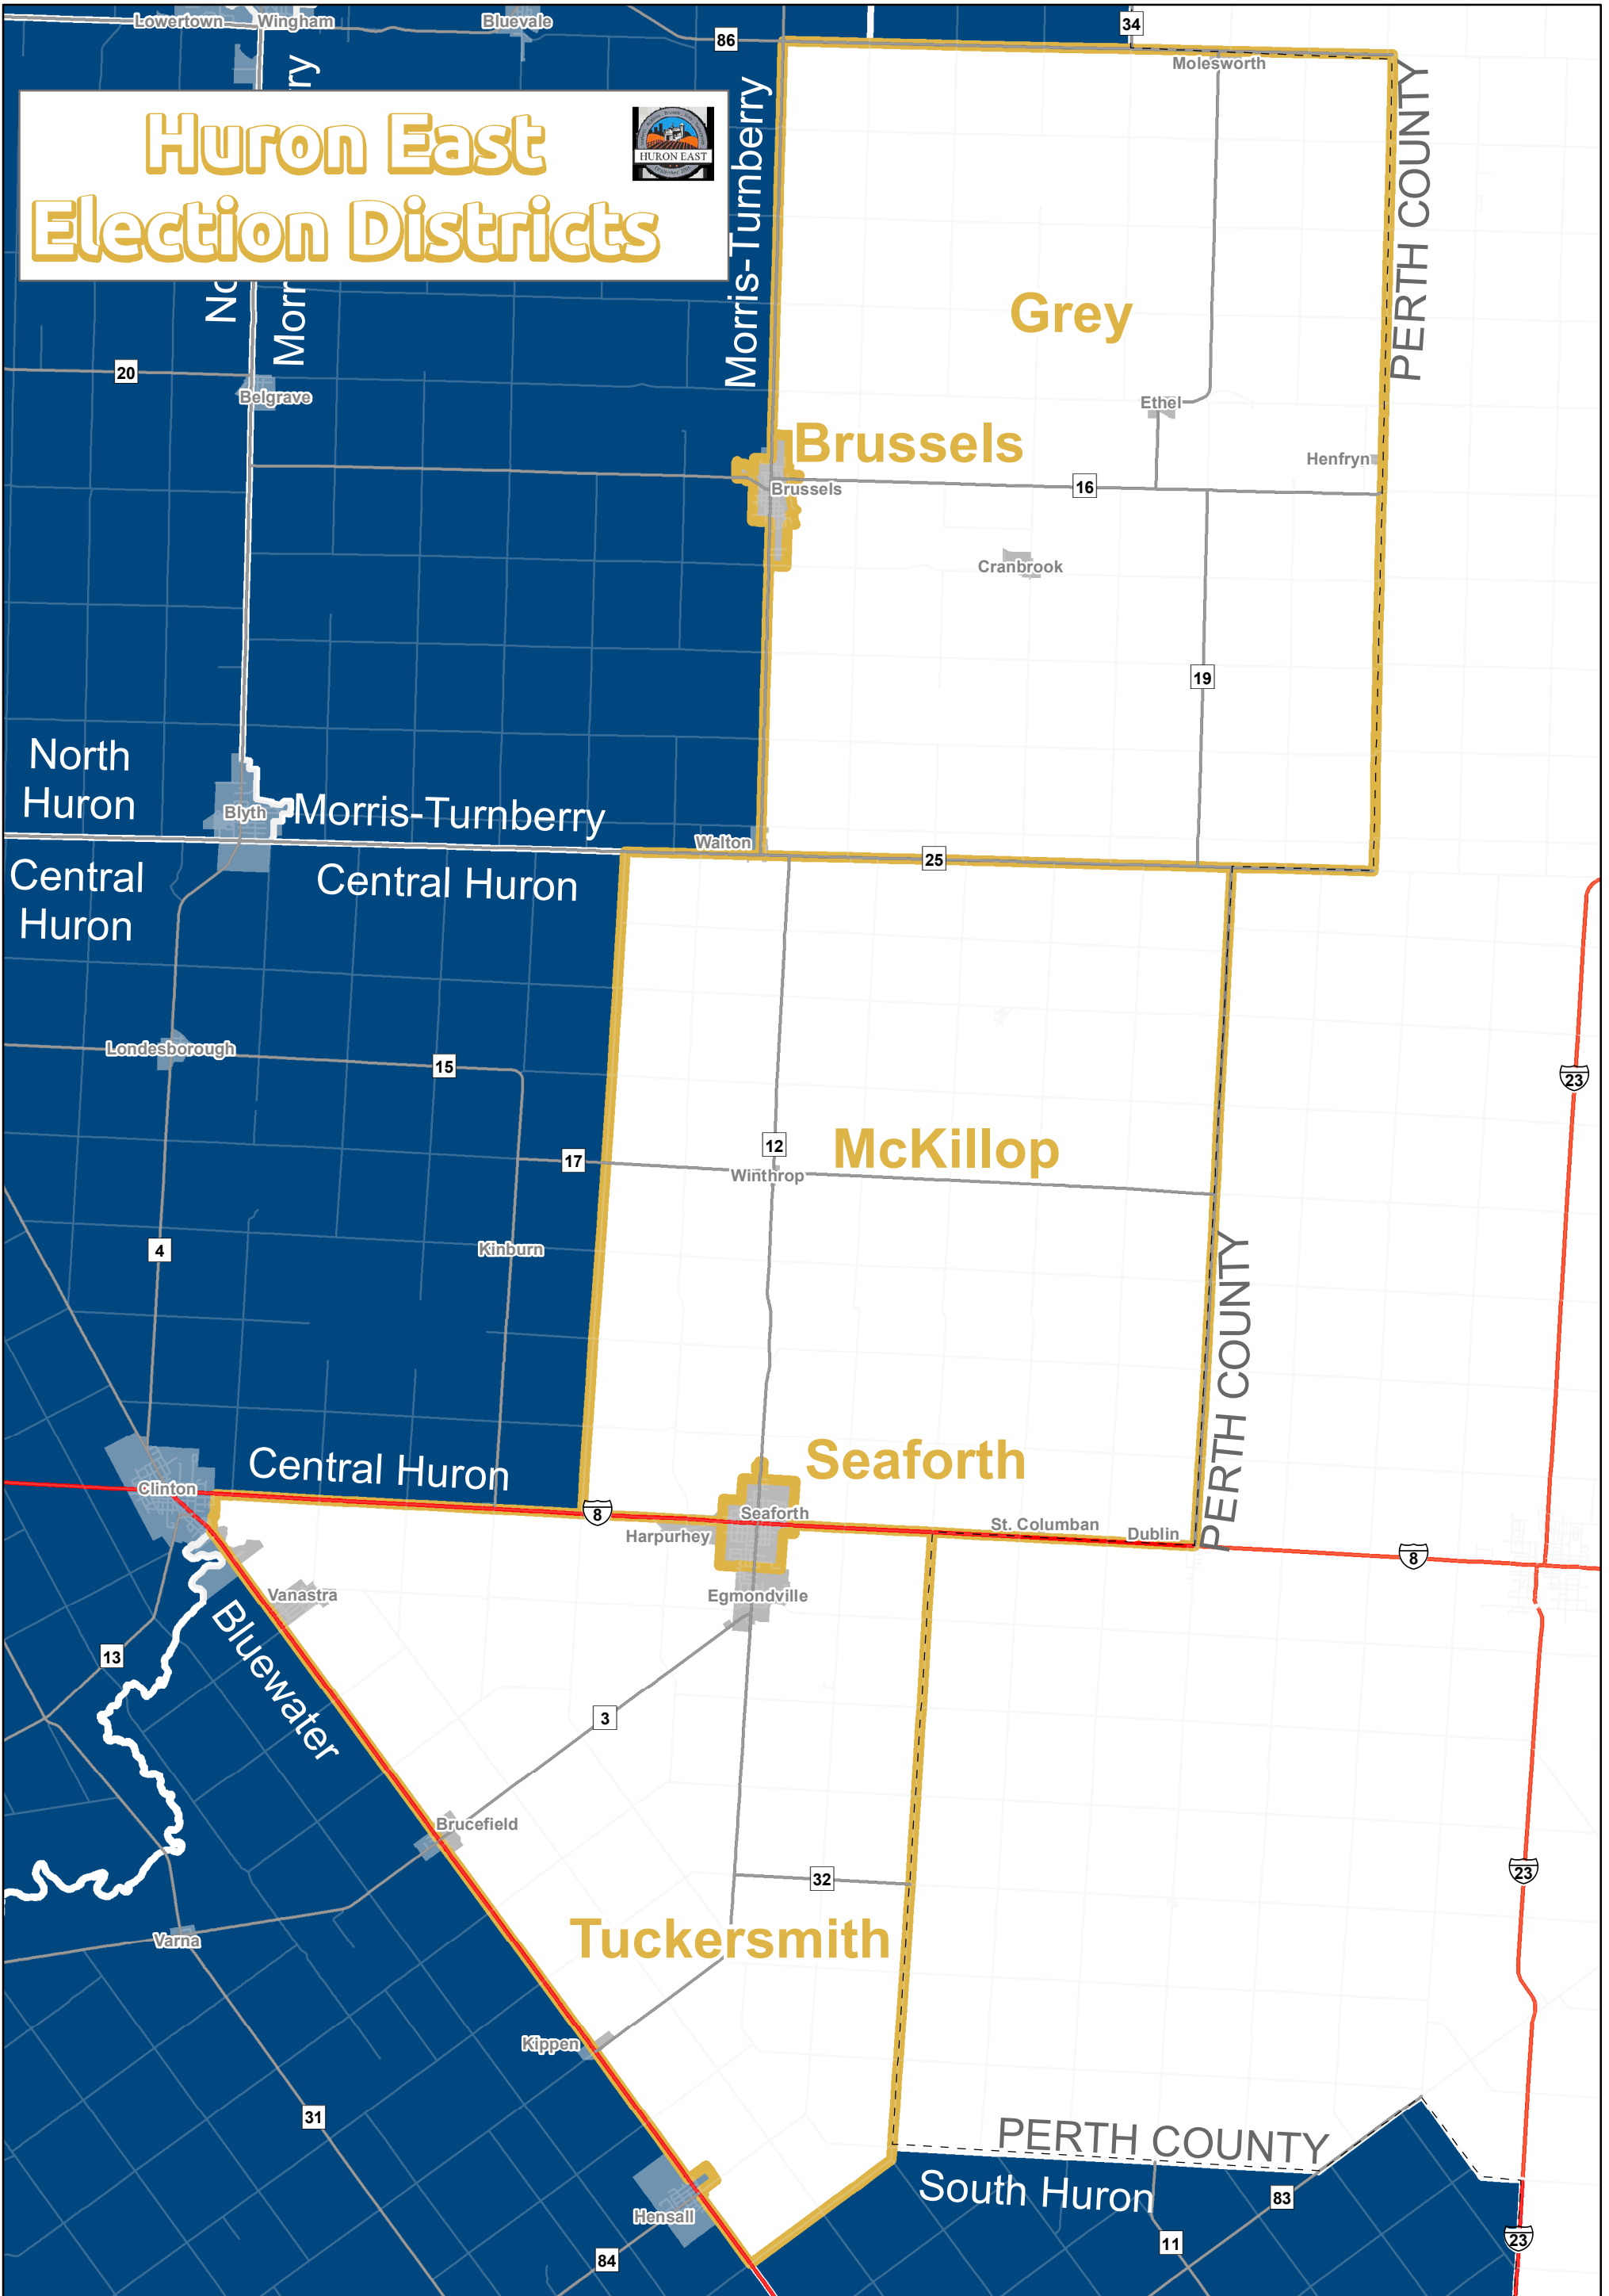 Lowertown
Wingham
Bluevale
86
34
Molesworth
Huron East
Election Districts
HURON EAST
rry
No
Morr
Morris-Turnberry
PERTH COUNTY
Grey
20
Belgrave
Ethel
Brussels
Henfryn
Brussels
16
Cranbrook
19
North
Huron
Blyth
Morris-Turnberry
Walton
25
Central
Huron
Central Huron
Londesborough
15
23
12
McKillop
17
Winthrop
4
Kinburn
PERTH COUNTY
Central Huron
Seaforth
Clinton
8
Seaforth
Harpurhey
St. Columban
Dublin
8
Egmondville
Vanastra
Bluewater
13
3
Brucefield
23
32
Tuckersmith
Varna
Kippen
31
PERTH COUNTY
South Huron
83
Hensall
11
23
84